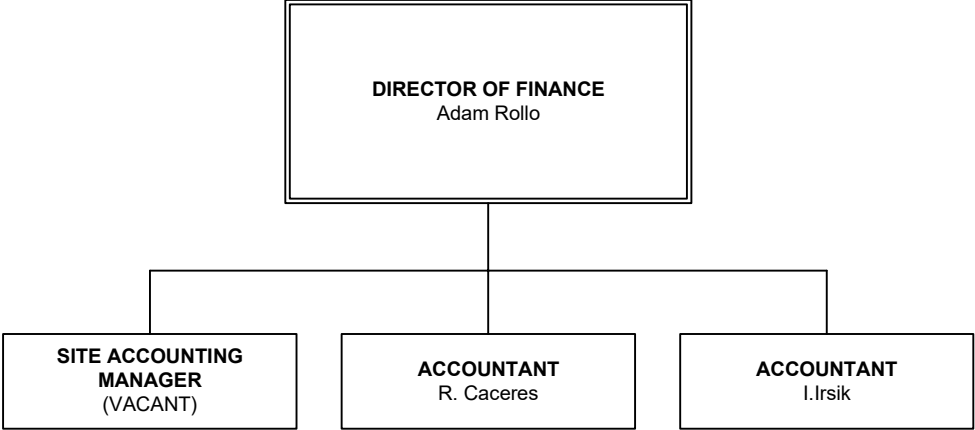 DIRECTOR OF FINANCE
Adam Rollo
SITE ACCOUNTING
MANAGER
(VACANT)
ACCOUNTANT
R. Caceres
ACCOUNTANT
I.Irsik